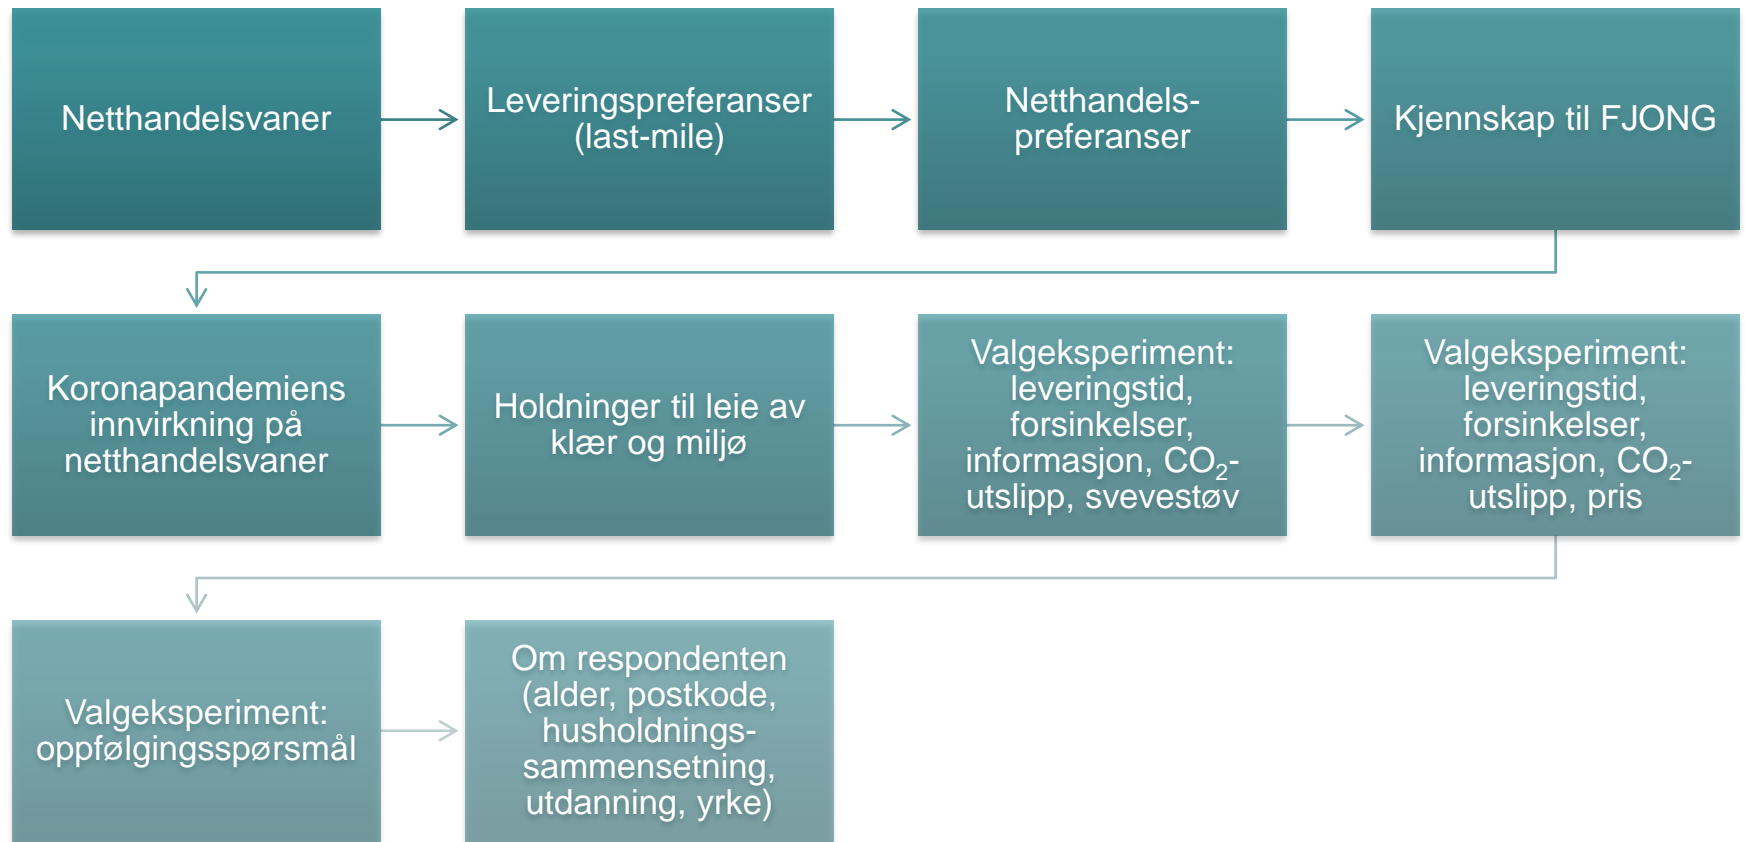 Netthandelsvaner
Leveringspreferanser
(last-mile)
Netthandels-
preferanser
Kjennskap til FJONG
Koronapandemiens
innvirkning på
netthandelsvaner
Holdninger til leie av
klær og miljø
Valgeksperiment:
leveringstid,
forsinkelser,
informasjon, CO₂-
utslipp, svevestøv
Valgeksperiment:
leveringstid,
forsinkelser,
informasjon, CO₂-
utslipp, pris
Valgeksperiment:
oppfølgingsspørsmål
Om respondenten
(alder, postkode,
husholdnings-
sammensetning,
utdanning, yrke)